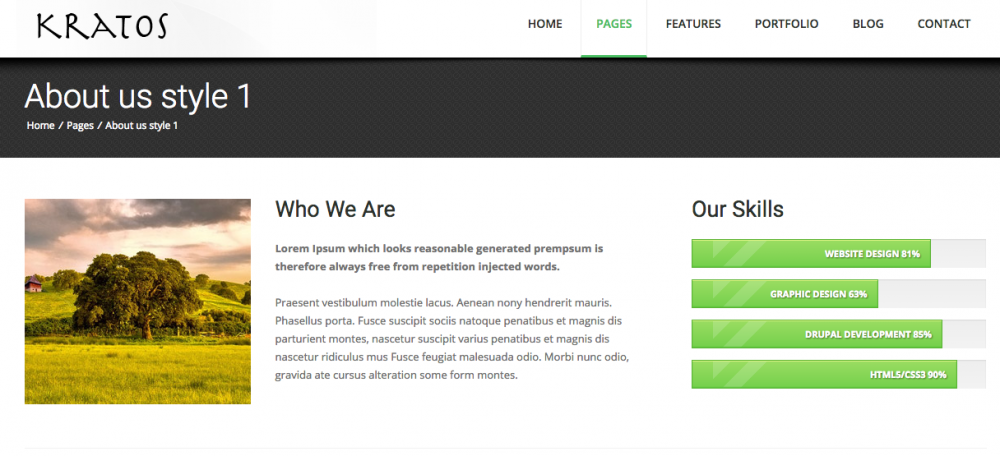 KRATOS
HOME PAGES FEATURES PORTFOLIO BLOG CONTACT
About us style 1
Home / Pages / About us style 1
Who We Are
Lorem Ipsum which looks reasonable generated prempsum is
therefore always free from repetition injected words.
Praesent vestibulum molestie lacus. Aenean nony hendrerit mauris.
Phasellus porta. Fusce suscipit sociis natoque penatibus et magnis dis
parturient montes, nascetur suscipit varius penatibus et magnis dis
nascetur ridiculus mus Fusce feugiat malesuada odio. Morbi nunc odio,
gravida ate cursus alteration some form montes.
Our Skills
WEBSITE DESIGN 81%
GRAPHIC DESIGN 63%
DRUPAL DEVELOPMENT 85%
HTML5/CSS3 90%